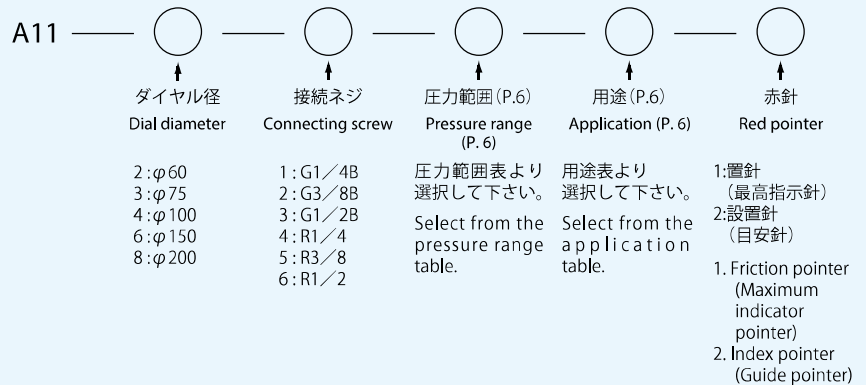 A11
ダイヤル径
Dial diameter
2:φ60
3:φ75
4:φ100
6:φ150
8:φ200
接続ネジ
Connecting screw
1:G1／4B
2:G3／8B
3:G1／2B
4:R1／4
5:R3／8
6:R1／2
圧力範囲(P.6)
Pressure range
(P. 6)
圧力範囲表より
選択して下さい。
Select from the
pressure range
table.
用途(P.6)
Application (P. 6)
用途表より
選択して下さい。
Select from the
application
table.
赤針
Red pointer
1:置針
（最高指示針）
2:設置針
（目安針）
1. Friction pointer
(Maximum
indicator
pointer)
2. Index pointer
(Guide pointer)